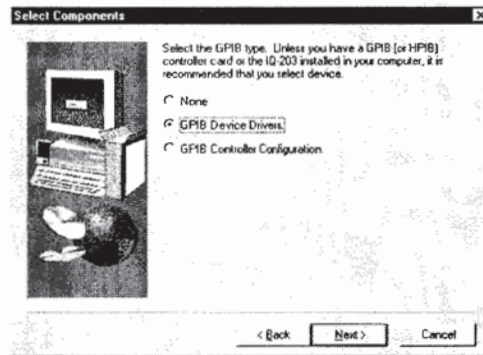 Select Components
Select the GPIB type. Unless you have a GPIB (or HPIB)
controller card or the IQ-203 installed in your computer, it is
recommended that you select device.
None
GPIB Device Drivers.
GPIB Controller Configuration.
< Back
Next >
Cancel